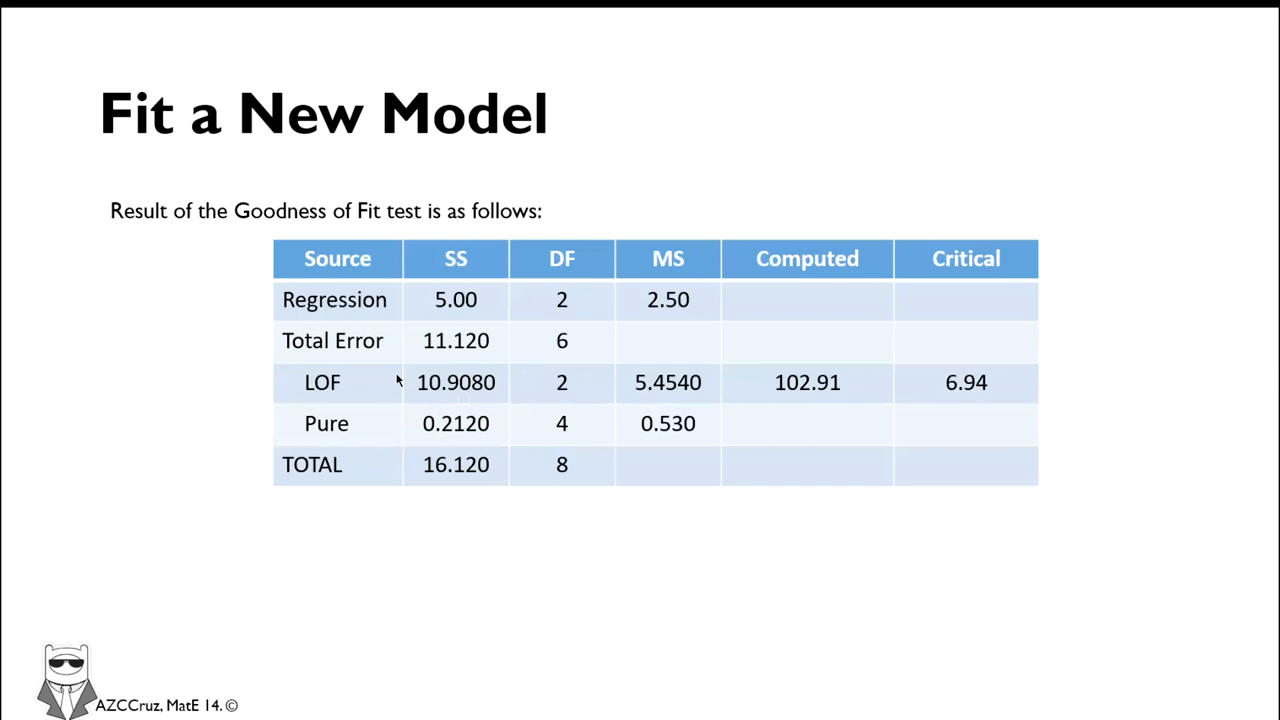 Fit a New Model
Result of the Goodness of Fit test is as follows:
Source SS DF MS Computed Critical
Regression 5.00 2 2.50
Total Error 11.120 6
LOF 10.9080 2 5.4540 102.91 6.94
Pure 0.2120 4 0.530
TOTAL 16.120 8
AZCCruz, MatE 14. ©